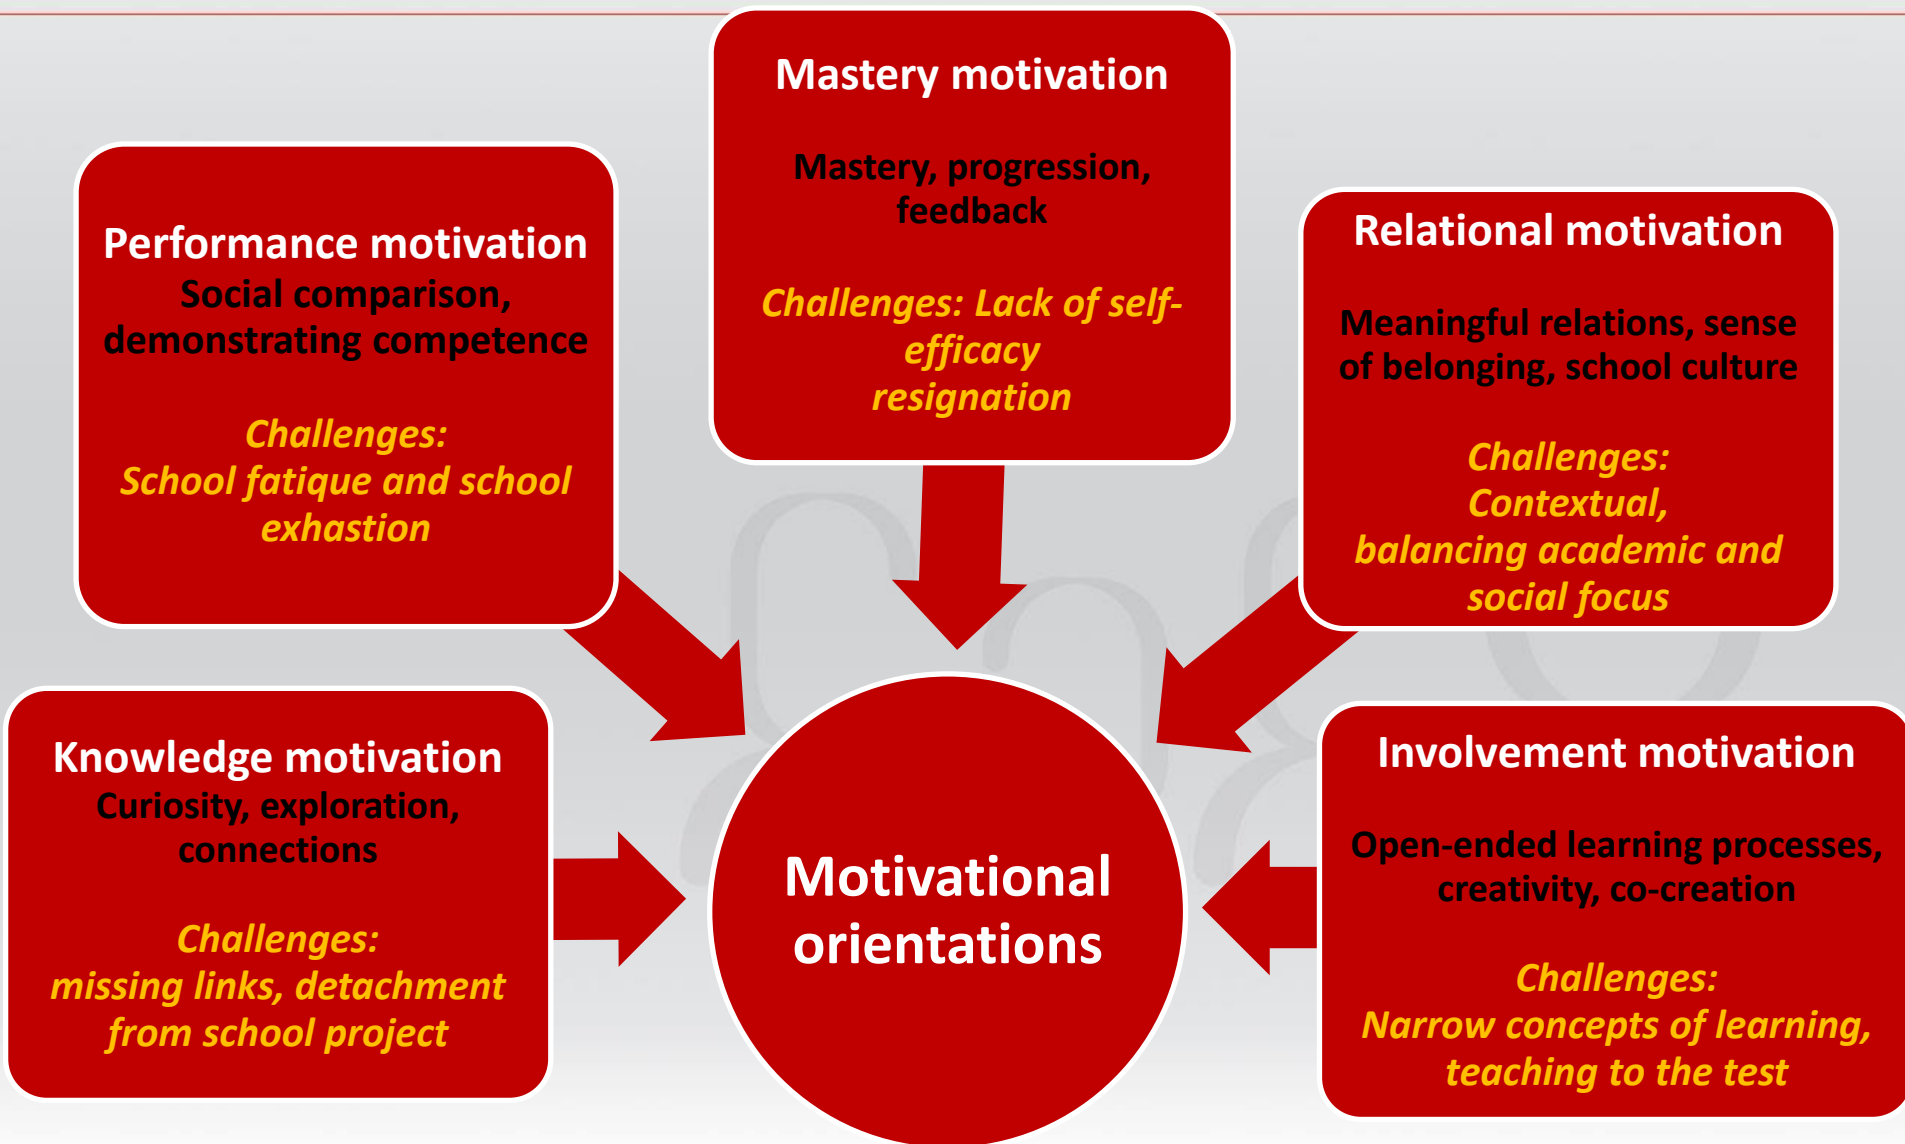 Mastery motivation
Mastery, progression,
feedback
Challenges: Lack of self-
efficacy
resignation
Performance motivation
Social comparison,
demonstrating competence
Challenges:
School fatique and school
exhastion
Relational motivation
Meaningful relations, sense
of belonging, school culture
Challenges:
Contextual,
balancing academic and
social focus
Knowledge motivation
Curiosity, exploration,
connections
Challenges:
missing links, detachment
from school project
Motivational
orientations
Involvement motivation
Open-ended learning processes,
creativity, co-creation
Challenges:
Narrow concepts of learning,
teaching to the test